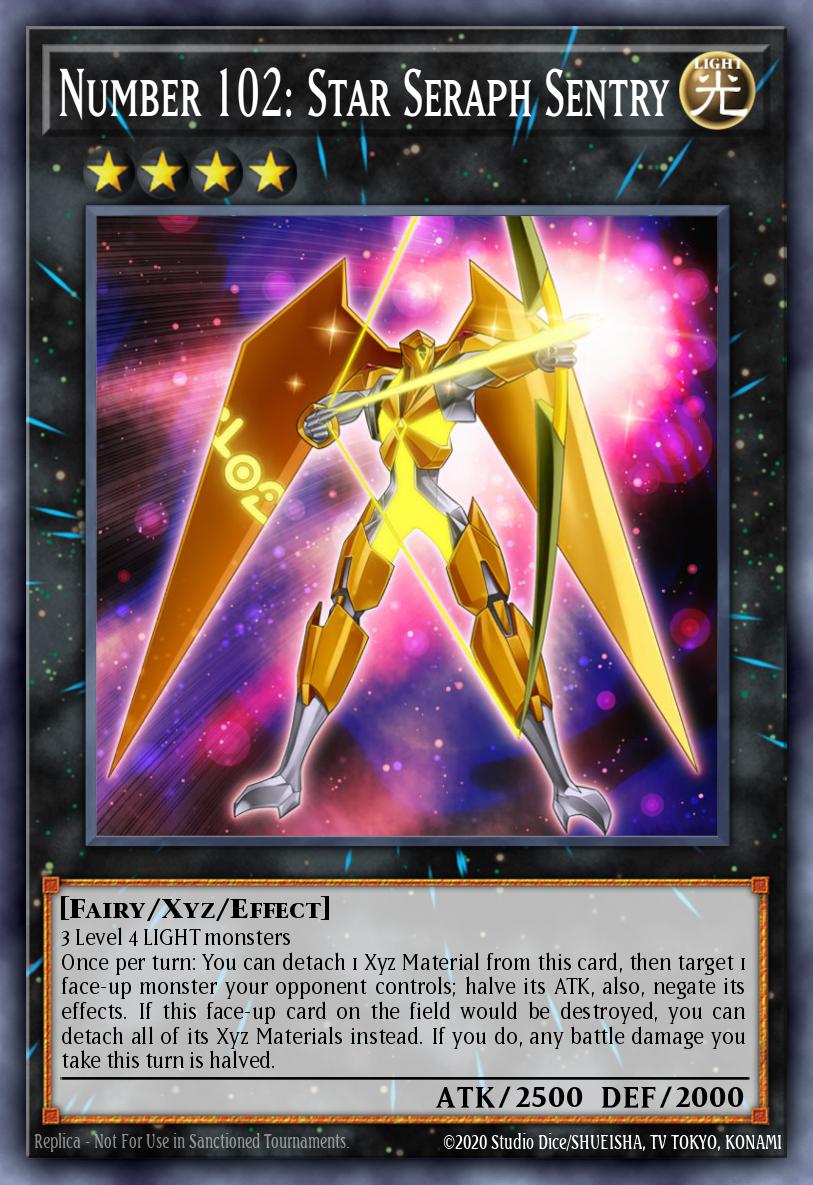 Number 102: Star Seraph Sentry
LIGHT
光
[Fairy/Xyz/Effect]
3 Level 4 LIGHT monsters
Once per turn: You can detach 1 Xyz Material from this card, then target 1
face-up monster your opponent controls; halve its ATK, also, negate its
effects. If this face-up card on the field would be destroyed, you can
detach all of its Xyz Materials instead. If you do, any battle damage you
take this turn is halved.
ATK/2500 DEF/2000
Replica - Not For Use in Sanctioned Tournaments.
©2020 Studio Dice/SHUEISHA, TV TOKYO, KONAMI